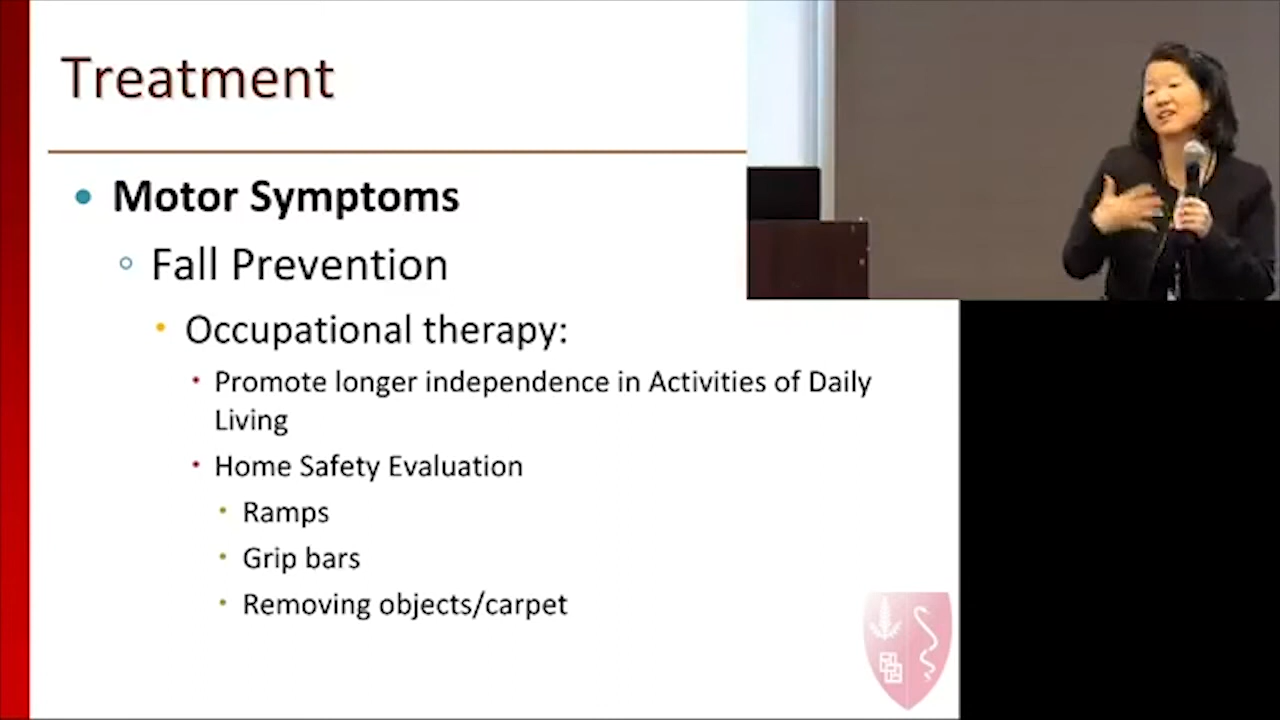 Treatment
Motor Symptoms
Fall Prevention
Occupational therapy:
Promote longer independence in Activities of Daily
Living
Home Safety Evaluation
Ramps
Grip bars
Removing objects/carpet